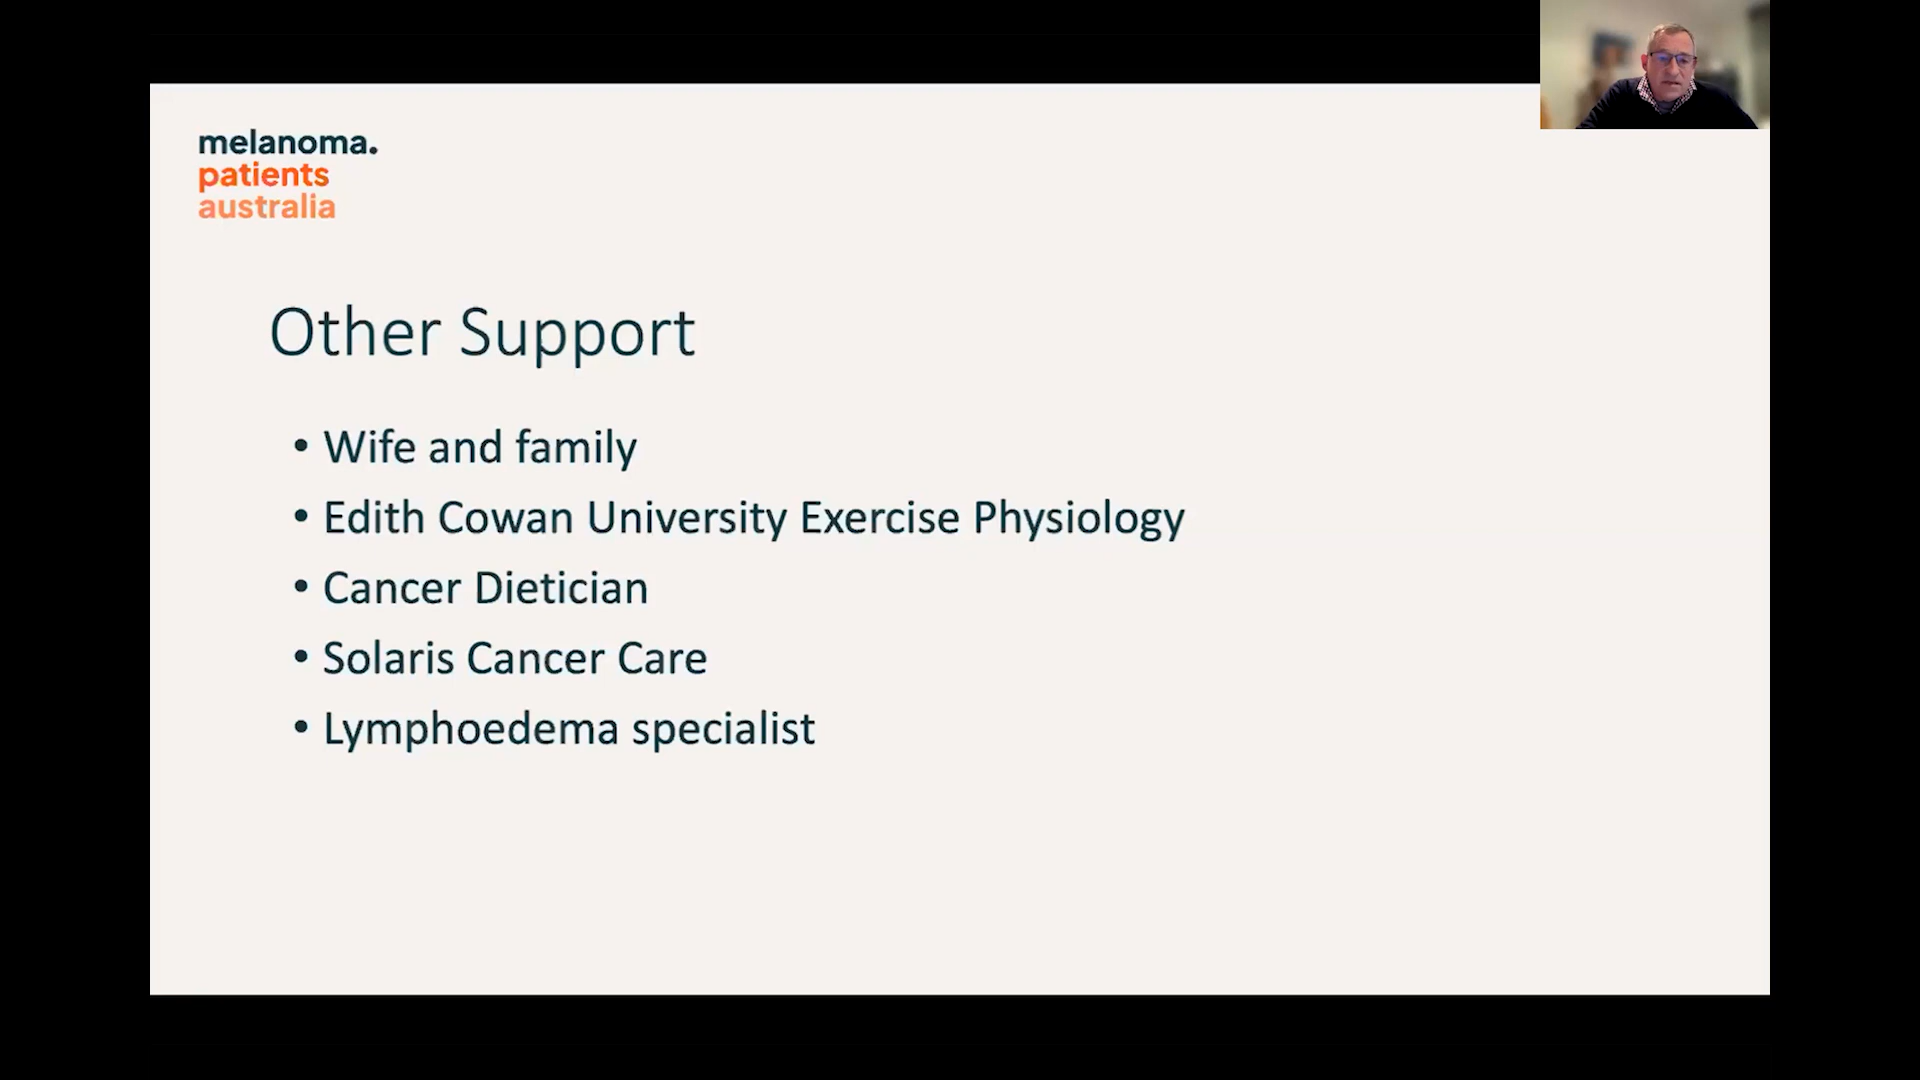 melanoma.
patients
australia
Other Support
• Wife and family
• Edith Cowan University Exercise Physiology
• Cancer Dietician
• Solaris Cancer Care
• Lymphoedema specialist